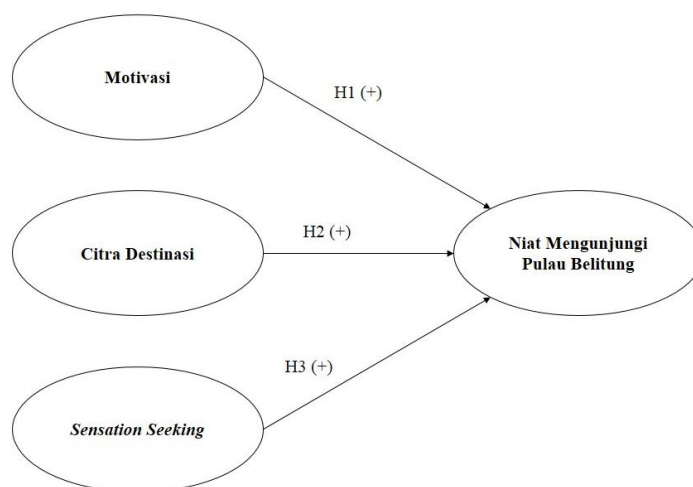 Motivasi
H1 (+)
Citra Destinasi
H2 (+)
Niat Mengunjungi
Pulau Belitung
H3 (+)
Sensation Seeking